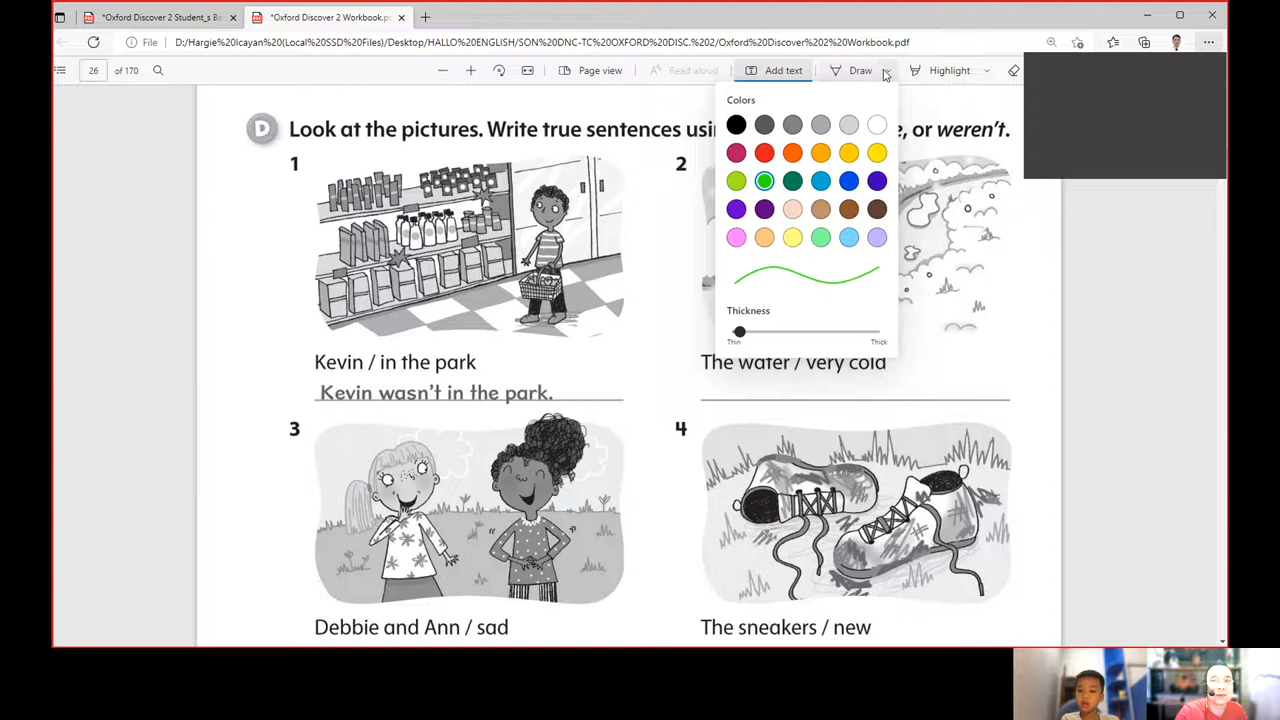 *Oxford Discover 2 Student_s Bo
*Oxford Discover 2 Workbook.pd
File
D:/Hargie%20Icayan%20(Local%20SSD%20Files)/Desktop/HALLO%20ENGLISH/SON%20DNC-TC%20OXFORD%20DISC.%202/Oxford%20Discover%202%20Workbook.pdf
26 of 170
Page view
Read aloud
Add text
Draw
Highlight
Colors
Thickness
Thin
Thick
D Look at the pictures. Write true sentences usi
, or weren't.
1
Kevin / in the park
Kevin wasn't in the park.
2
The water / very cold
3
Debbie and Ann / sad
4
The sneakers / new